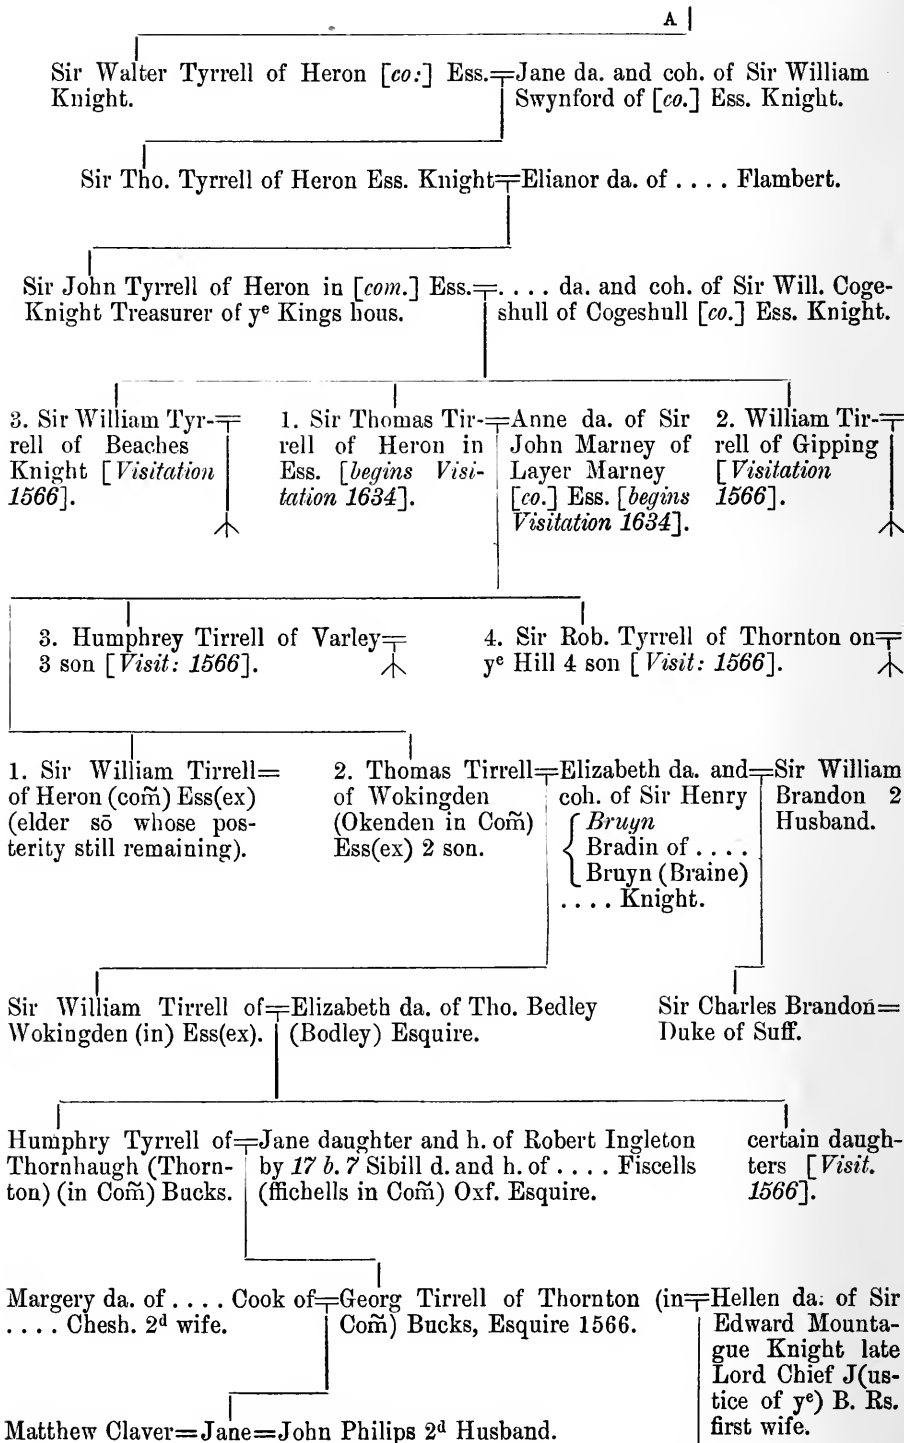 A
Sir Walter Tyrrell of Heron [co:] Ess.
Knight.
Jane da. and coh. of Sir William
Swynford of [co.] Ess. Knight.
Sir Tho. Tyrrell of Heron Ess. Knight
Elianor da. of . . . . Flambert.
Sir John Tyrrell of Heron in [com.] Ess.
Knight Treasurer of yᵉ Kings hous.
. . . . da. and coh. of Sir Will. Coge-
shull of Cogeshull [co.] Ess. Knight.
3. Sir William Tyr-
rell of Beaches
Knight [Visitation
1566].
1. Sir Thomas Tir-
rell of Heron in
Ess. [begins Visi-
tation 1634].
Anne da. of Sir
John Marney of
Layer Marney
[co.] Ess. [begins
Visitation 1634].
2. William Tir-
rell of Gipping
[Visitation
1566].
3. Humphrey Tirrell of Varley
3 son [Visit: 1566].
4. Sir Rob. Tyrrell of Thornton on
yᵉ Hill 4 son [Visit: 1566].
1. Sir William Tirrell=
of Heron (com̃) Ess(ex)
(elder sō whose pos-
terity still remaining).
2. Thomas Tirrell
of Wokingden
(Okenden in Com̃)
Ess(ex) 2 son.
Elizabeth da. and
coh. of Sir Henry
Bruyn
Bradin of . . . .
Bruyn (Braine)
. . . . Knight.
Sir William
Brandon 2
Husband.
Sir William Tirrell of
Wokingden (in) Ess(ex).
Elizabeth da. of Tho. Bedley
(Bodley) Esquire.
Sir Charles Brandon=
Duke of Suff.
Humphry Tyrrell of
Thornhaugh (Thorn-
ton) (in Com̃) Bucks.
Jane daughter and h. of Robert Ingleton
by 17 b. 7 Sibill d. and h. of . . . . Fiscells
(ffichells in Com̃) Oxf. Esquire.
certain daugh-
ters [Visit.
1566].
Margery da. of . . . . Cook of
. . . . Chesh. 2ᵈ wife.
Georg Tirrell of Thornton (in
Com̃) Bucks, Esquire 1566.
Hellen da. of Sir
Edward Mounta-
gue Knight late
Lord Chief J(us-
tice of yᵉ) B. Rs.
first wife.
Matthew Claver=Jane=John Philips 2ᵈ Husband.